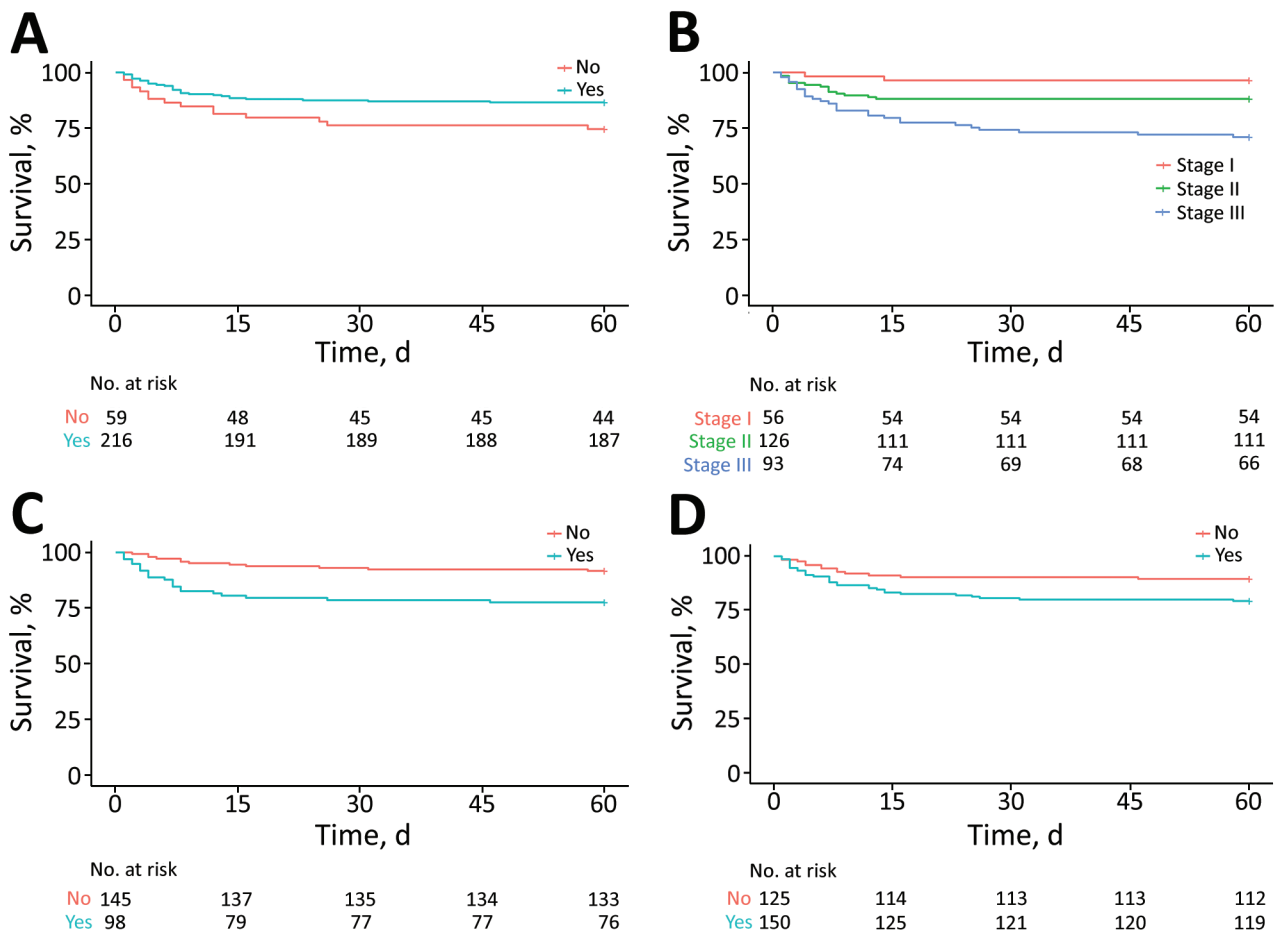 A
100
75
50
25
0
Survival, %
No
Yes
0 15 30 45 60
Time, d
No. at risk
No 59 48 45 45 44
Yes 216 191 189 188 187
B
100
75
50
25
0
Survival, %
Stage I
Stage II
Stage III
0 15 30 45 60
Time, d
No. at risk
Stage I 56 54 54 54 54
Stage II 126 111 111 111 111
Stage III 93 74 69 68 66
C
100
75
50
25
0
Survival, %
No
Yes
0 15 30 45 60
Time, d
No. at risk
No 145 137 135 134 133
Yes 98 79 77 77 76
D
100
75
50
25
0
Survival, %
No
Yes
0 15 30 45 60
Time, d
No. at risk
No 125 114 113 113 112
Yes 150 125 121 120 119